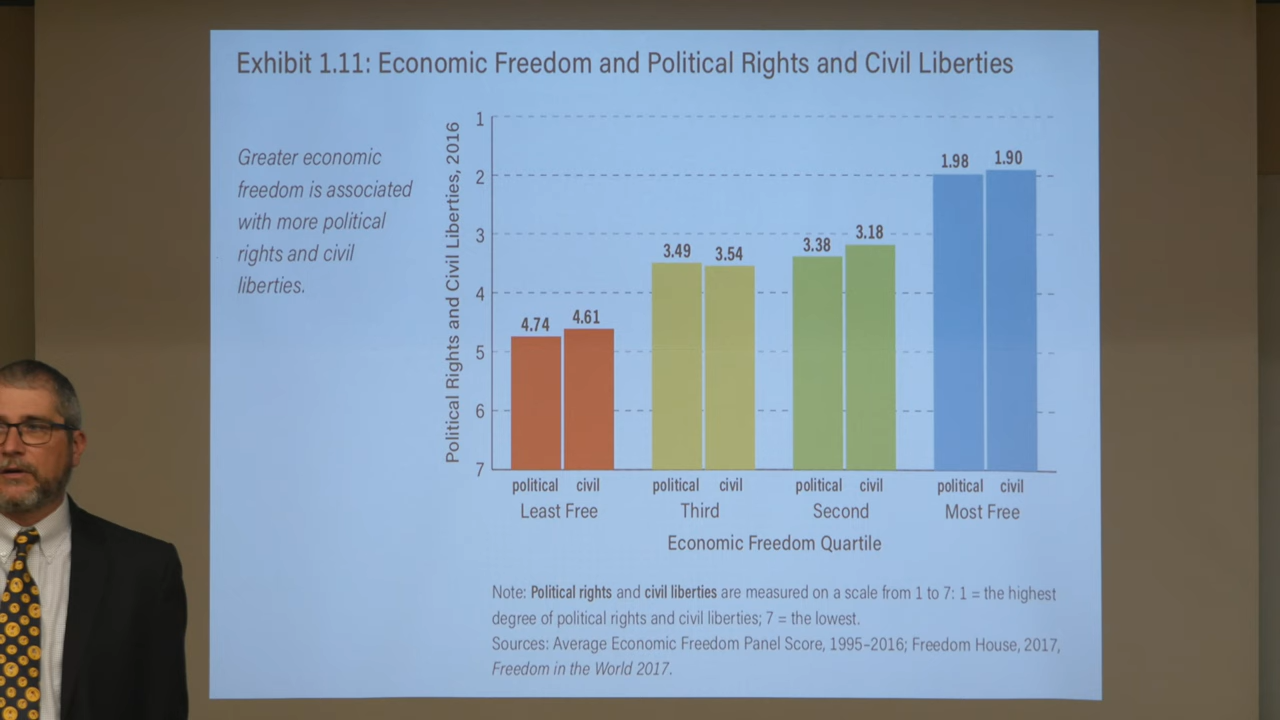 Exhibit 1.11: Economic Freedom and Political Rights and Civil Liberties
Greater economic
freedom is associated
with more political
rights and civil
liberties.
Political Rights and Civil Liberties, 2016
1
2
3
4
5
6
7
4.74
4.61
3.49
3.54
3.38
3.18
1.98
1.90
political civil political civil political civil political civil
Least Free Third Second Most Free
Economic Freedom Quartile
Note: Political rights and civil liberties are measured on a scale from 1 to 7: 1 = the highest
degree of political rights and civil liberties; 7 = the lowest.
Sources: Average Economic Freedom Panel Score, 1995–2016; Freedom House, 2017,
Freedom in the World 2017.